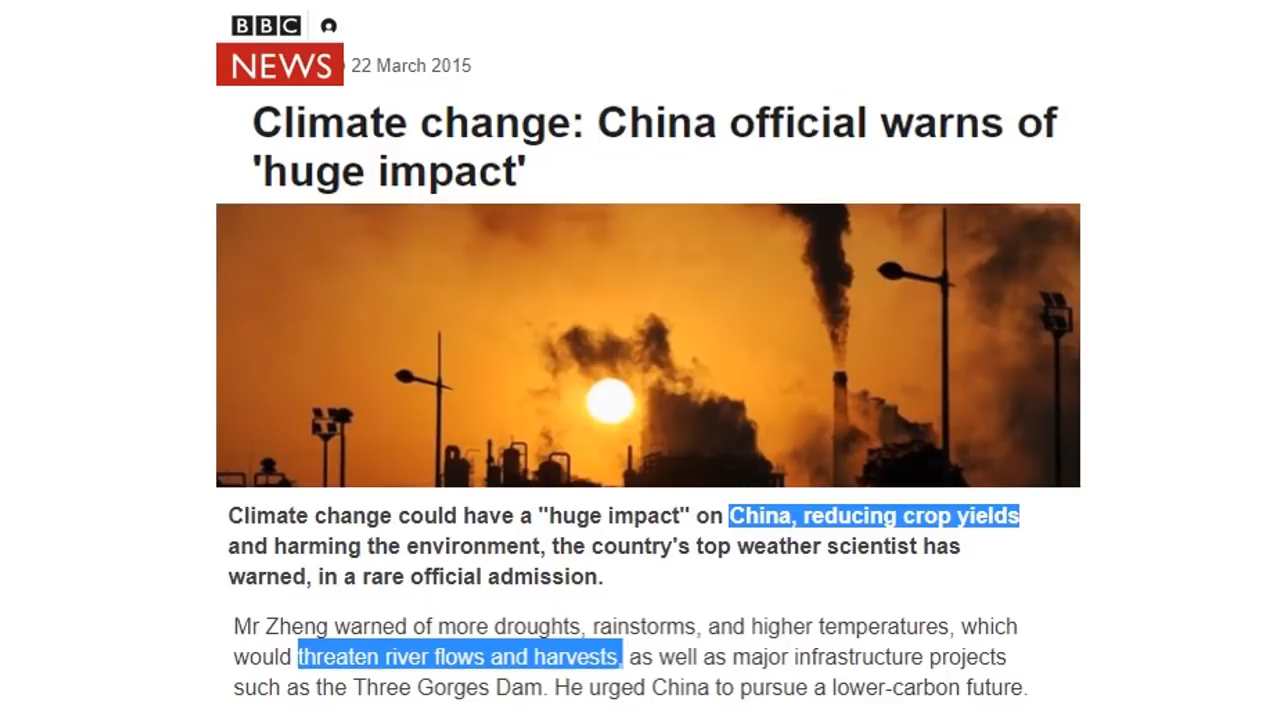 BBC
NEWS
22 March 2015
Climate change: China official warns of
'huge impact'
Climate change could have a "huge impact" on China, reducing crop yields
and harming the environment, the country's top weather scientist has
warned, in a rare official admission.
Mr Zheng warned of more droughts, rainstorms, and higher temperatures, which
would threaten river flows and harvests, as well as major infrastructure projects
such as the Three Gorges Dam. He urged China to pursue a lower-carbon future.